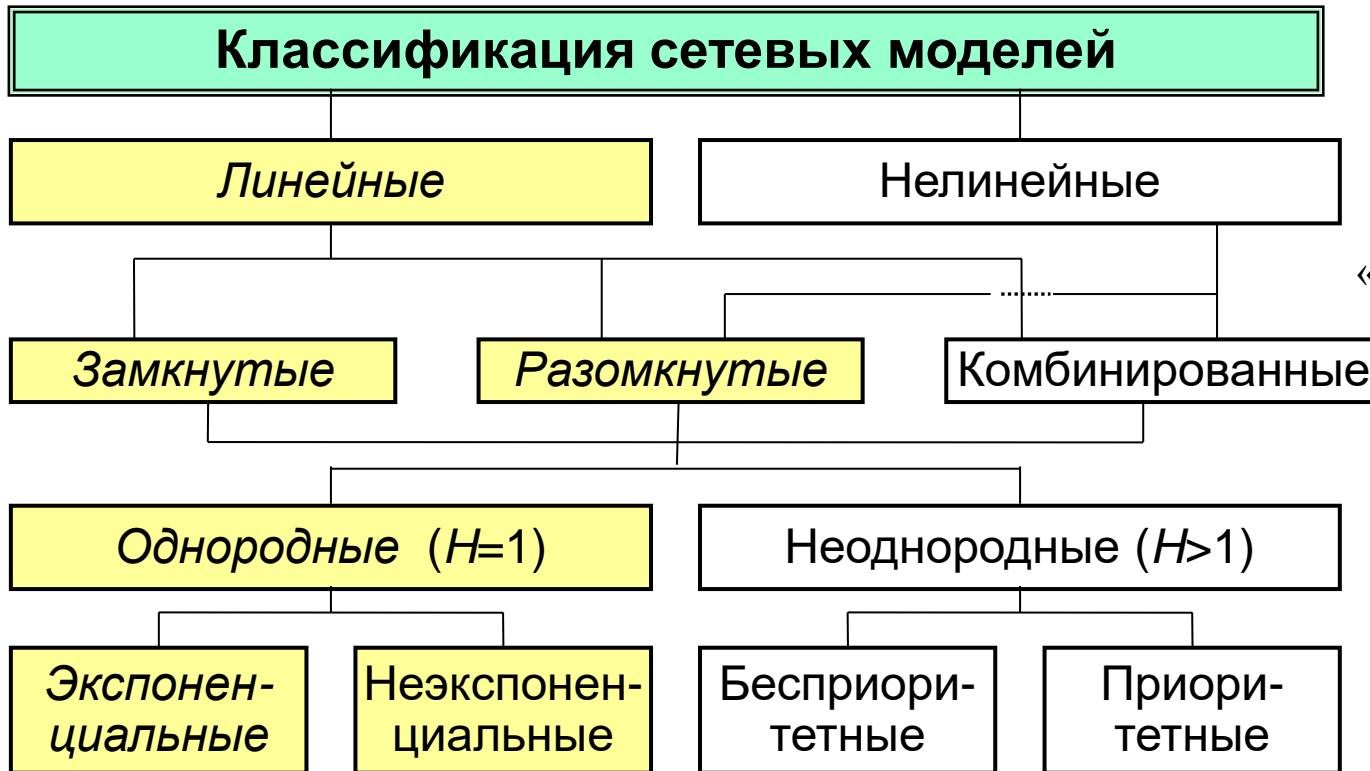 Классификация сетевых моделей
Линейные
Нелинейные
«
Замкнутые
Разомкнутые
Комбинированные
Однородные (H=1)
Неоднородные (H>1)
Экспонен-
циальные
Неэкспонен-
циальные
Бесприори-
тетные
Приори-
тетные